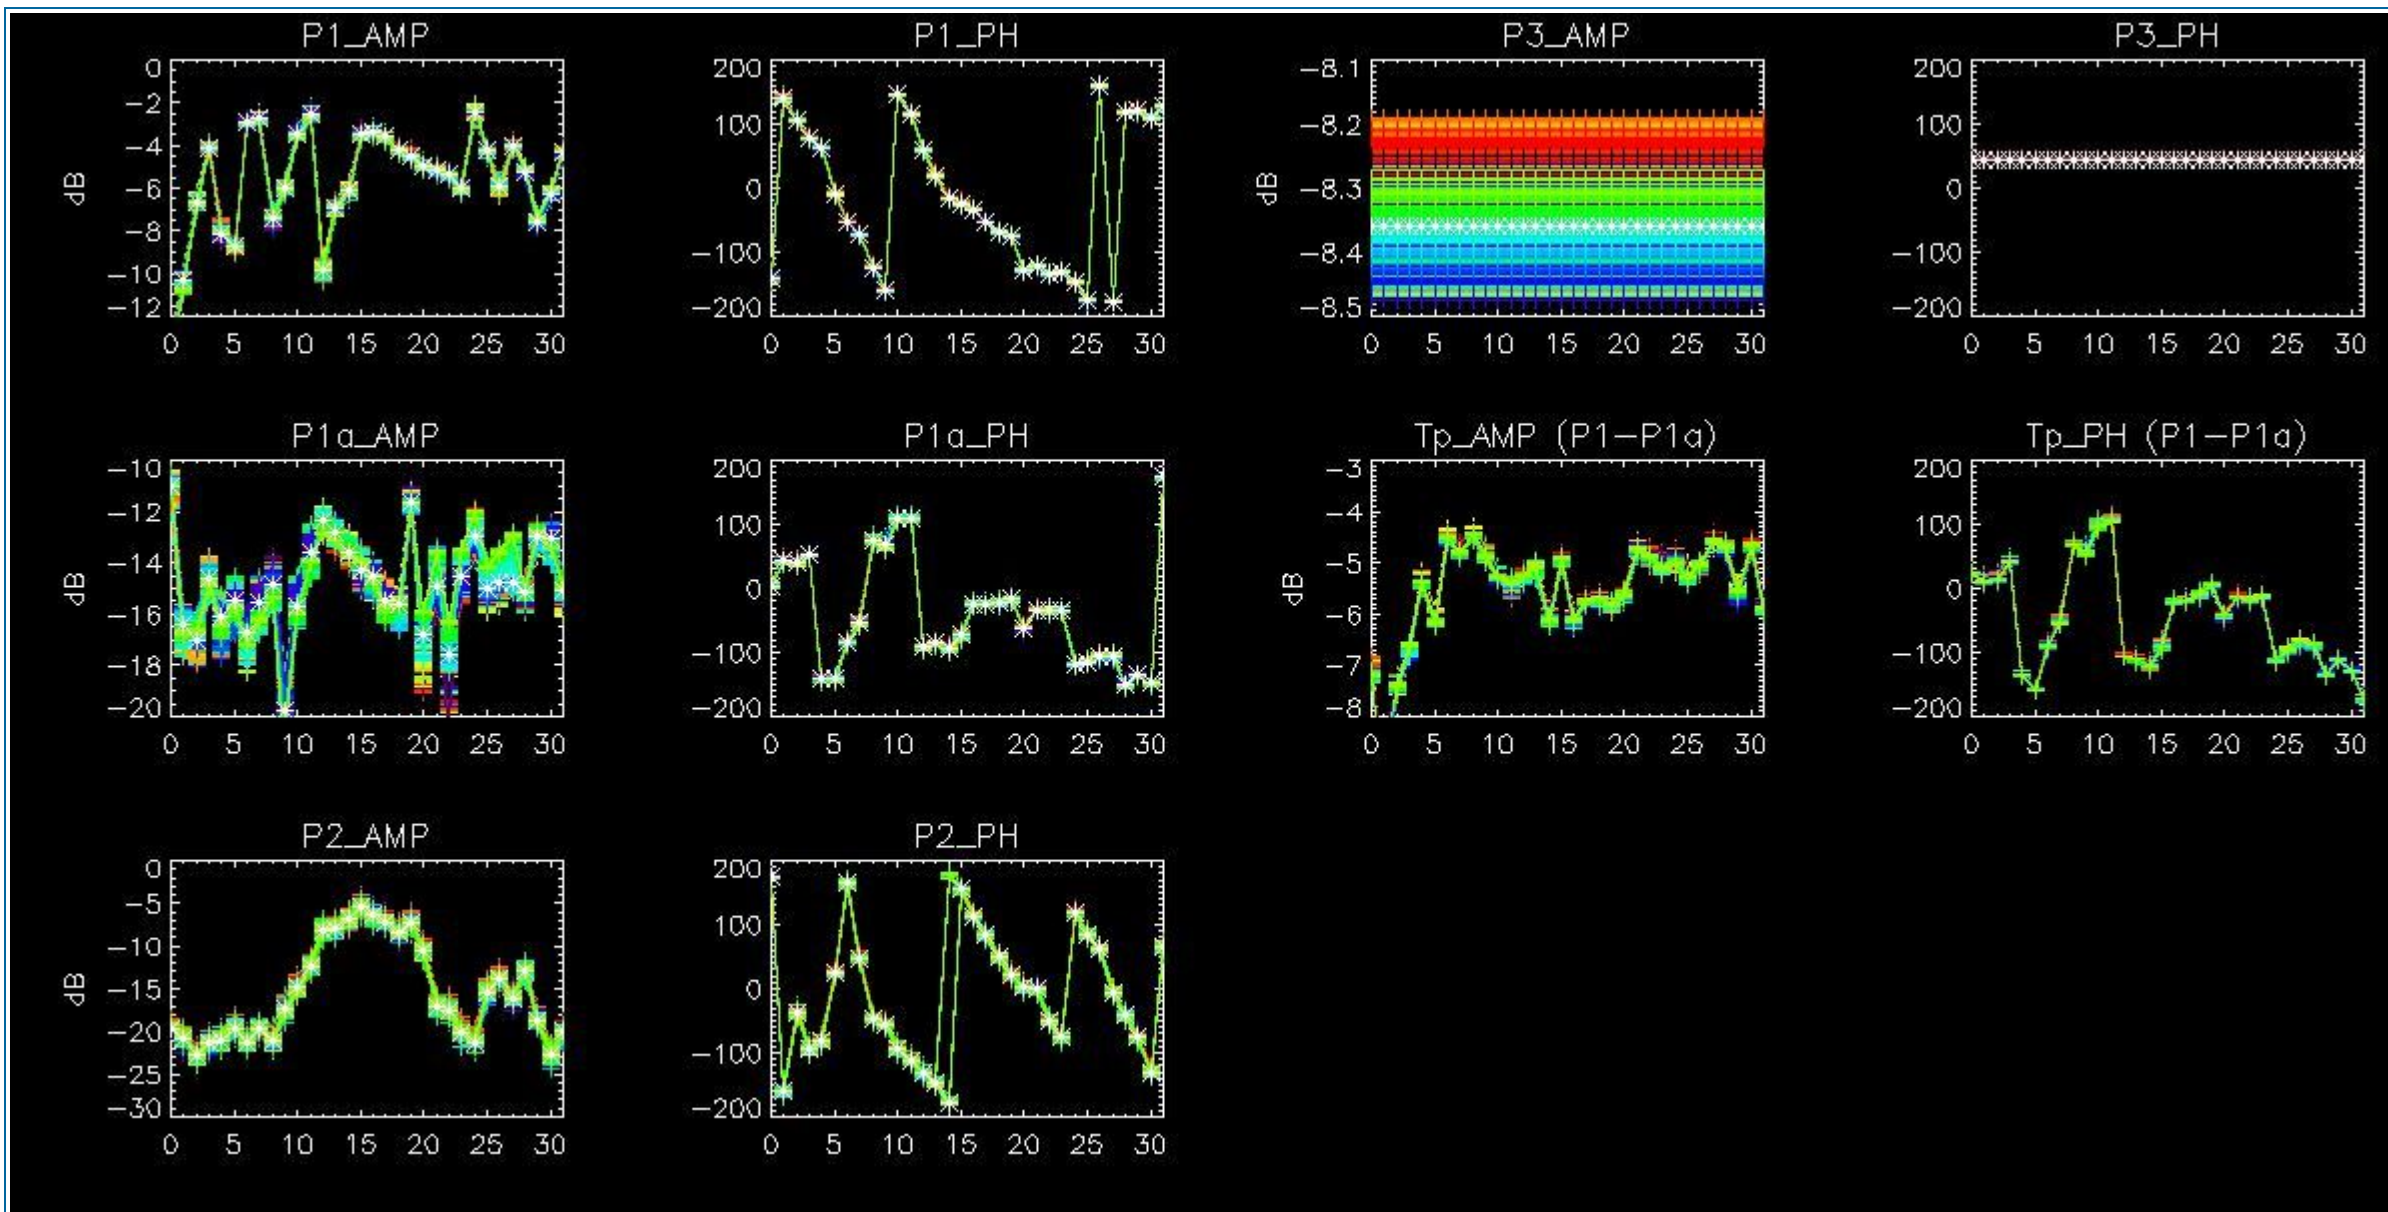 P1_AMP
0
−2
−4
−6
−8
−10
−12
dB
0 5 10 15 20 25 30
P1_PH
200
100
0
−100
−200
0 5 10 15 20 25 30
P3_AMP
−8.1
−8.2
−8.3
−8.4
−8.5
dB
0 5 10 15 20 25 30
P3_PH
200
100
0
−100
−200
0 5 10 15 20 25 30
P1a_AMP
−10
−12
−14
−16
−18
−20
dB
0 5 10 15 20 25 30
P1a_PH
200
100
0
−100
−200
0 5 10 15 20 25 30
Tp_AMP (P1−P1a)
−3
−4
−5
−6
−7
−8
dB
0 5 10 15 20 25 30
Tp_PH (P1−P1a)
200
100
0
−100
−200
0 5 10 15 20 25 30
P2_AMP
0
−5
−10
−15
−20
−25
−30
dB
0 5 10 15 20 25 30
P2_PH
200
100
0
−100
−200
0 5 10 15 20 25 30